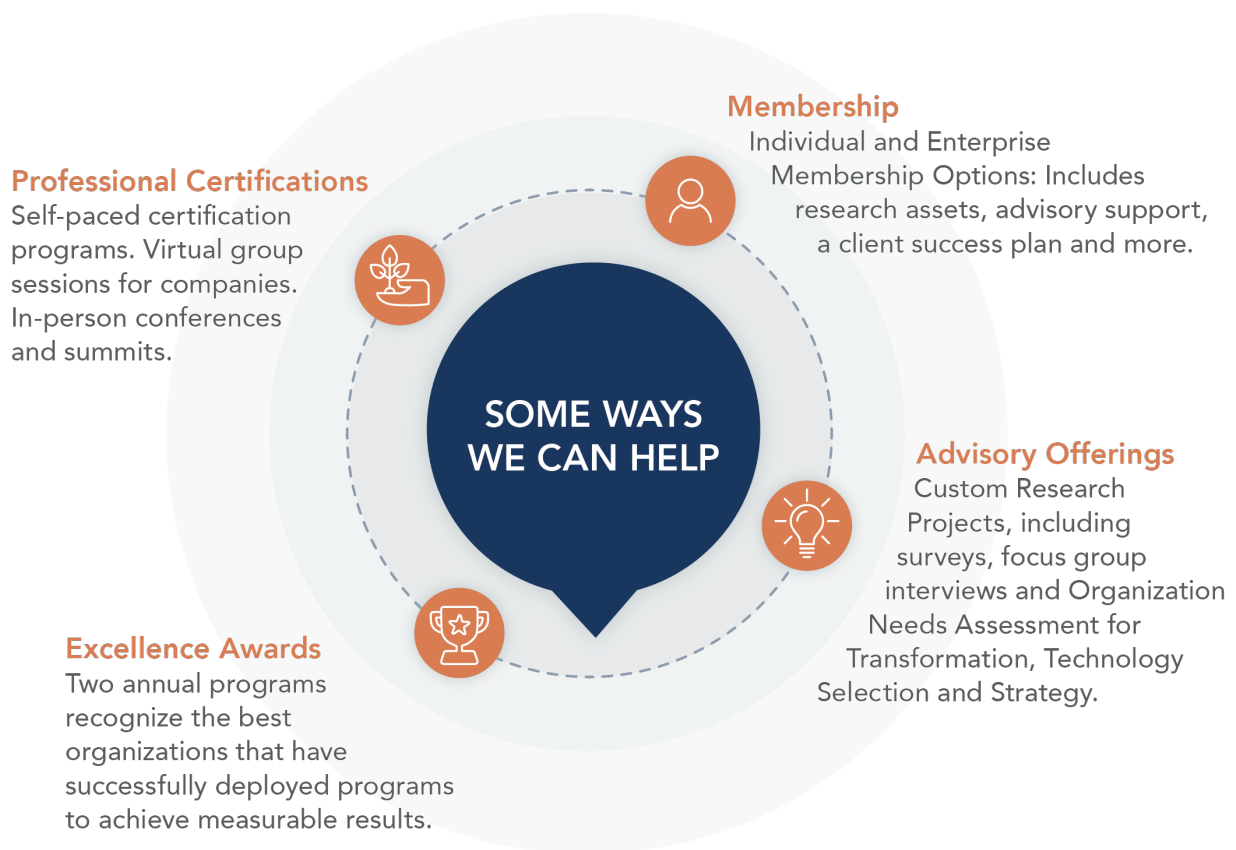 SOME WAYS
WE CAN HELP
Membership
Individual and Enterprise
Membership Options: Includes
research assets, advisory support,
a client success plan and more.
Advisory Offerings
Custom Research
Projects, including
surveys, focus group
interviews and Organization
Needs Assessment for
Transformation, Technology
Selection and Strategy.
Excellence Awards
Two annual programs
recognize the best
organizations that have
successfully deployed programs
to achieve measurable results.
Professional Certifications
Self-paced certification
programs. Virtual group
sessions for companies.
In-person conferences
and summits.